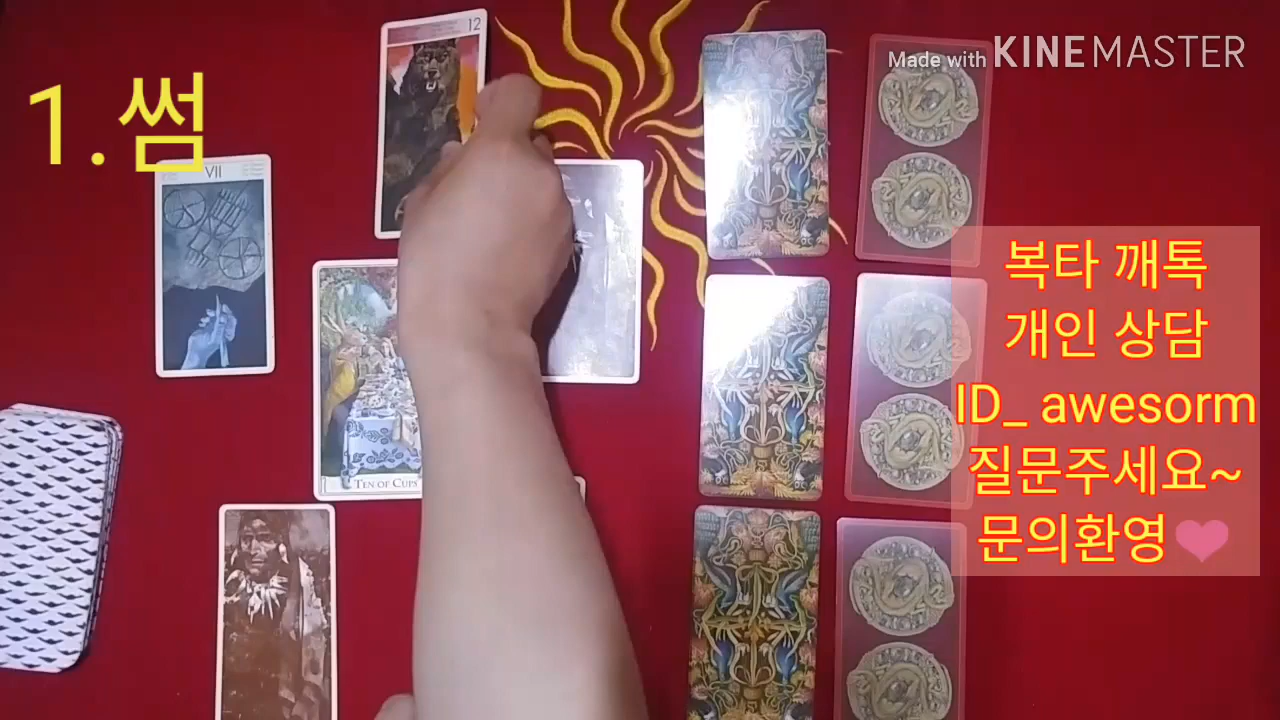 Made with KINEMASTER
1.썸
12
VII
TEN OF CUPS
복타 깨톡
개인 상담
ID_ awesorm
질문주세요~
문의환영